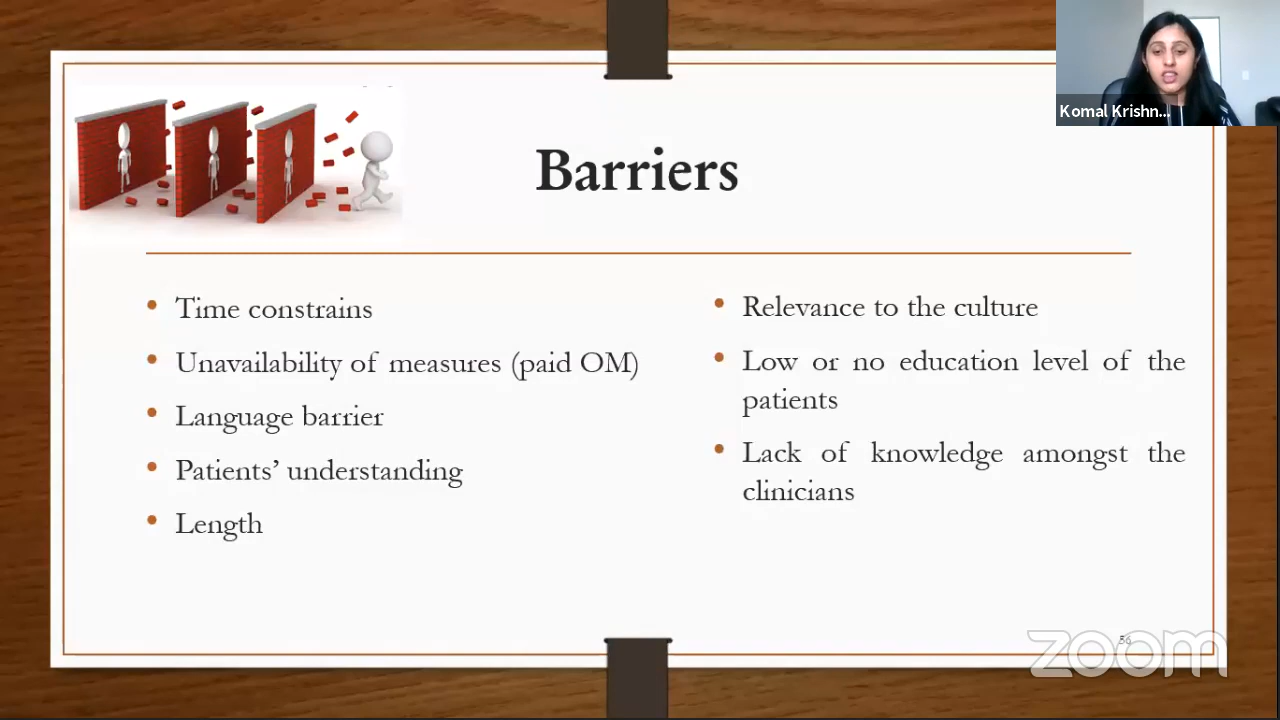 Komal Krishn...
Barriers
• Time constrains
• Unavailability of measures (paid OM)
• Language barrier
• Patients’ understanding
• Length
• Relevance to the culture
• Low or no education level of the
patients
• Lack of knowledge amongst the
clinicians
56
zoom